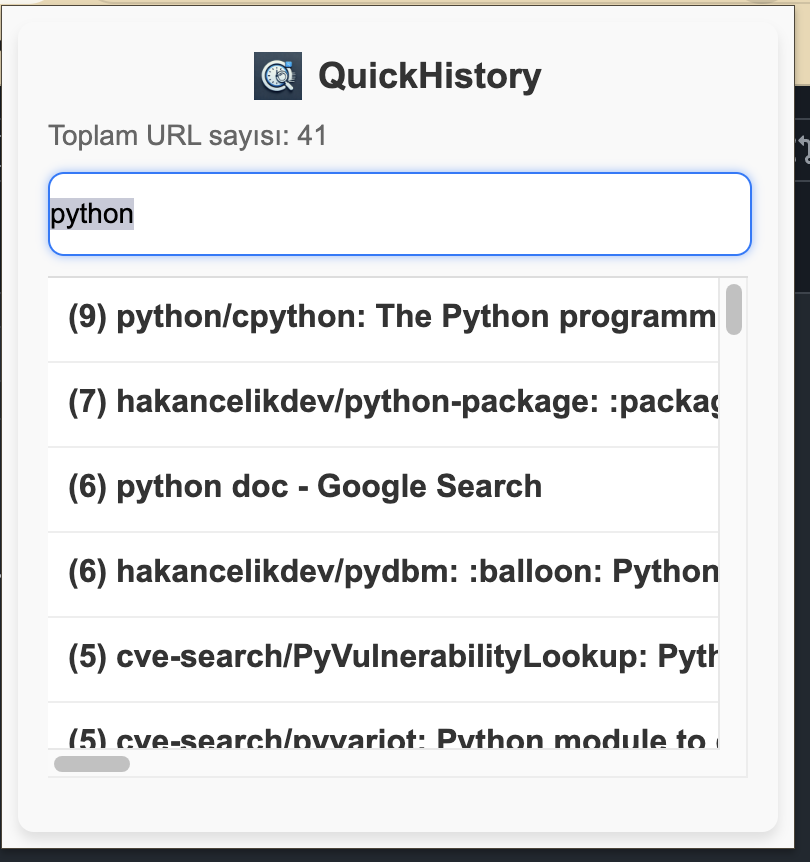 QuickHistory
Toplam URL sayısı: 41
python
(9) python/cpython: The Python programm
(7) hakancelikdev/python-package: :packag
(6) python doc - Google Search
(6) hakancelikdev/pydbm: :balloon: Python
(5) cve-search/PyVulnerabilityLookup: Pyth
(5) cve-search/pyvariot: Python module to